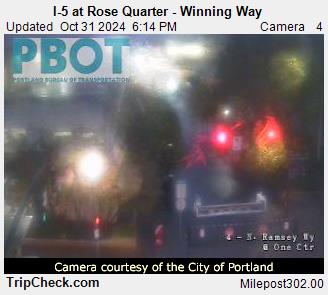 I-5 at Rose Quarter - Winning Way
Updated Oct 31 2024 6:14 PM Camera 4
PBOT
PORTLAND BUREAU OF TRANSPORTATION
4 - N. Ramsey Wy
@ One Ctr
Camera courtesy of the City of Portland
TripCheck.com Milepost302.00